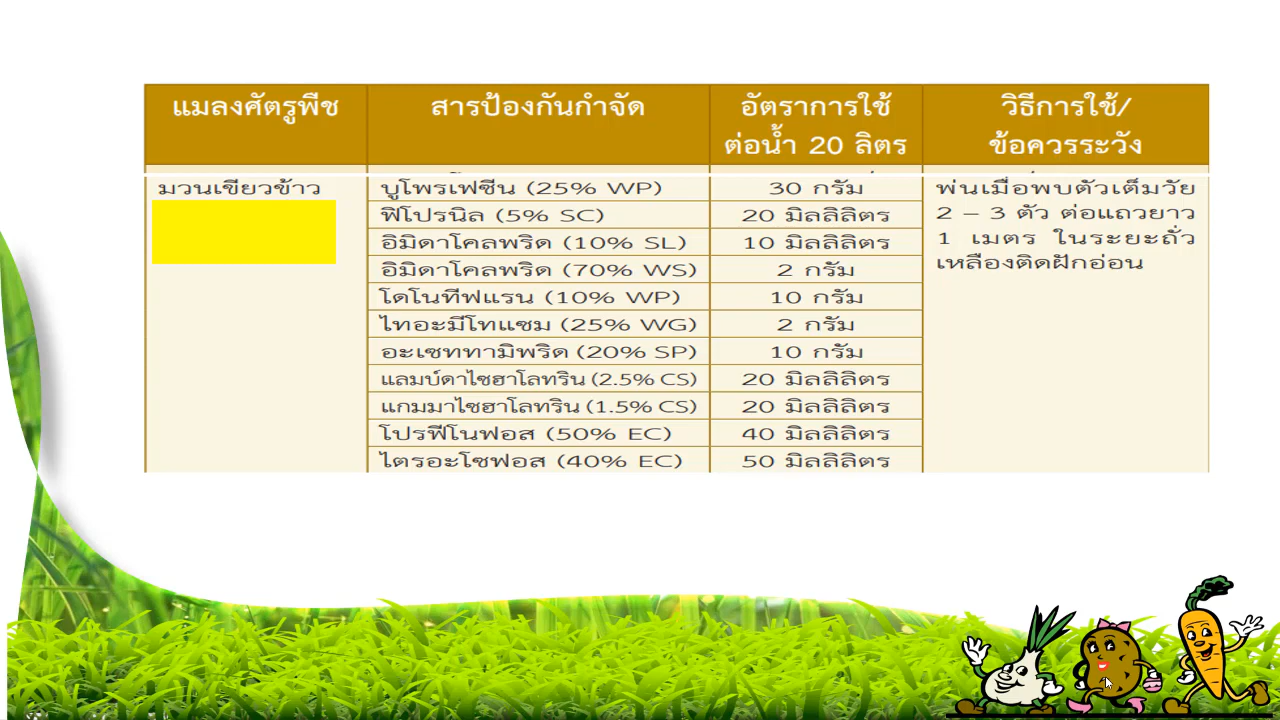 แมลงศัตรูพืช สารป้องกันกำจัด อัตราการใช้ ต่อน้ำ 20 ลิตร วิธีการใช้/ ข้อควรระวัง
มวนเขียวข้าว บูโพรเฟซีน (25% WP) 30 กรัม พ่นเมื่อพบตัวเต็มวัย
ฟิโปรนิล (5% SC) 20 มิลลิลิตร 2 – 3 ตัว ต่อแถวยาว
อิมิดาโคลพริด (10% SL) 10 มิลลิลิตร 1 เมตร ในระยะถั่ว
อิมิดาโคลพริด (70% WS) 2 กรัม เหลืองติดฝักอ่อน
ไดโนทีฟแรน (10% WP) 10 กรัม
ไทอะมีโทแซม (25% WG) 2 กรัม
อะเซททามิพริด (20% SP) 10 กรัม
แลมบ์ดาไซฮาโลทริน (2.5% CS) 20 มิลลิลิตร
แกมมาไซฮาโลทริน (1.5% CS) 20 มิลลิลิตร
โปรฟีโนฟอส (50% EC) 40 มิลลิลิตร
ไตรอะโซฟอส (40% EC) 50 มิลลิลิตร